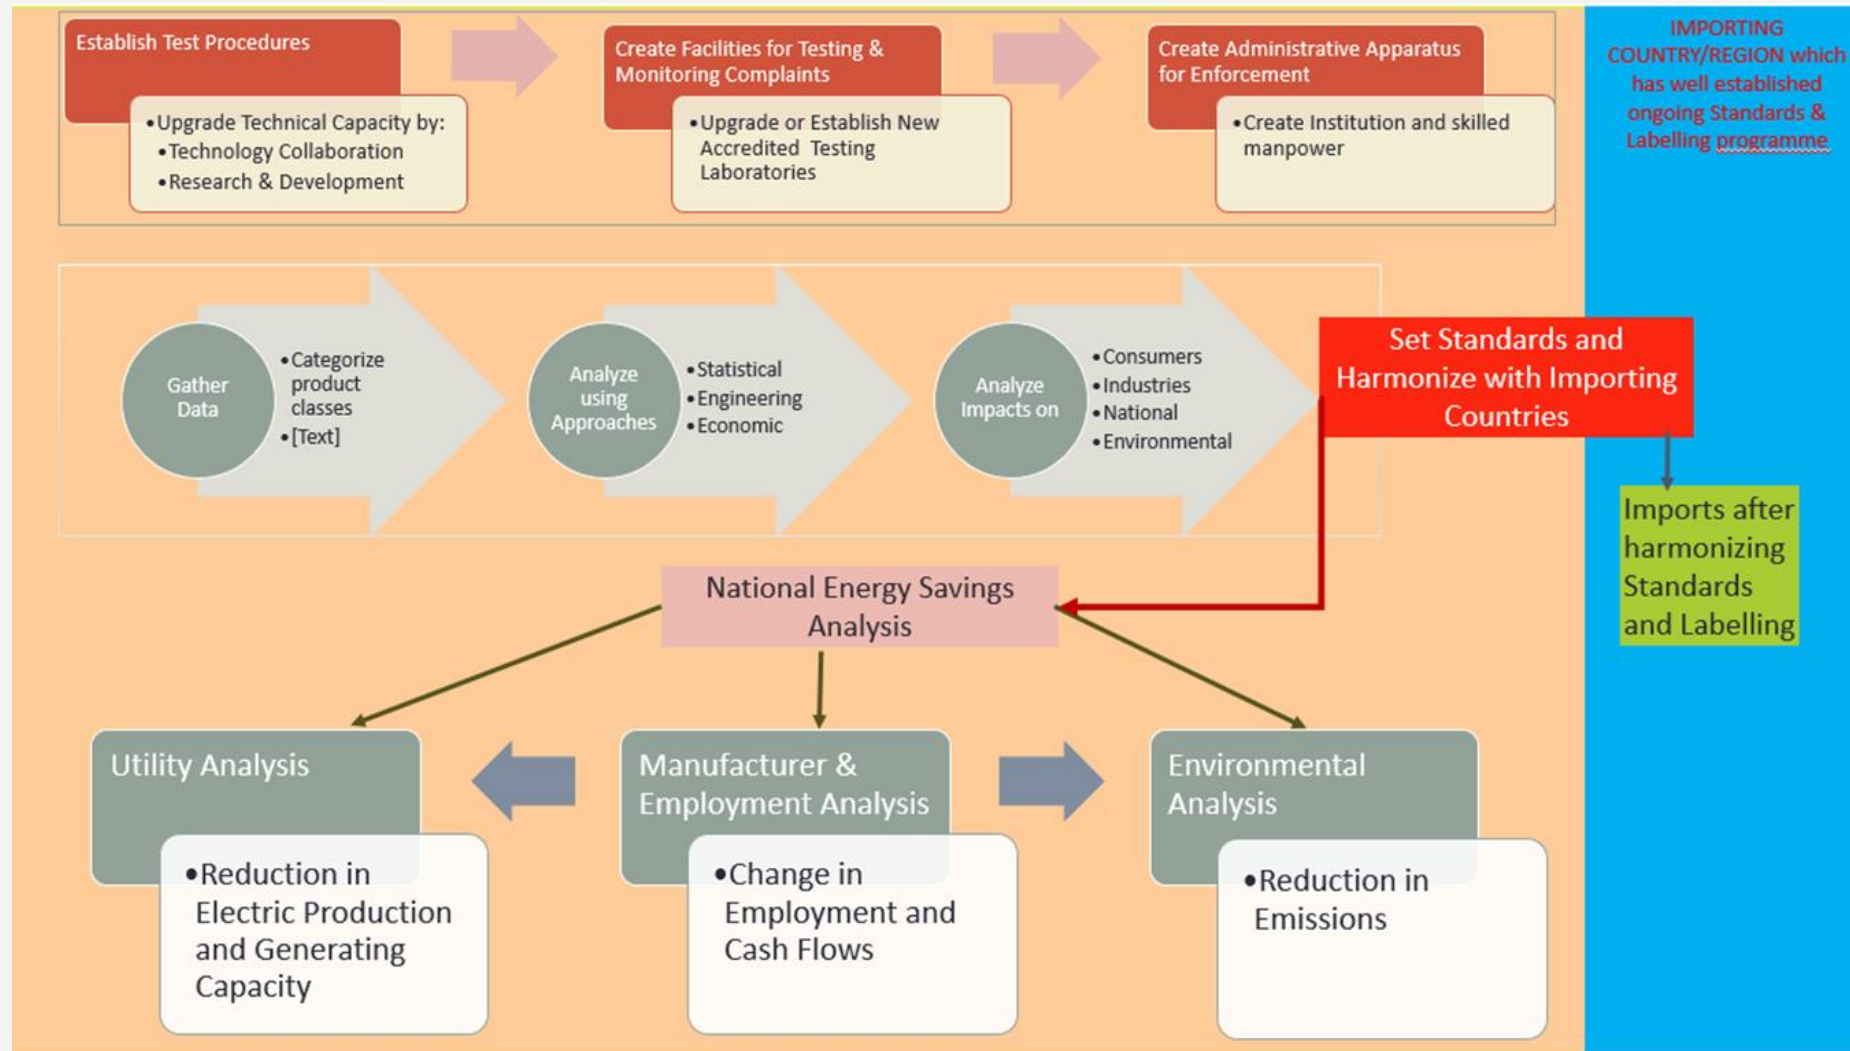 Establish Test Procedures
•Upgrade Technical Capacity by:
•Technology Collaboration
•Research & Development
Create Facilities for Testing &
Monitoring Complaints
•Upgrade or Establish New
Accredited Testing
Laboratories
Create Administrative Apparatus
for Enforcement
•Create Institution and skilled
manpower
IMPORTING
COUNTRY/REGION which
has well established
ongoing Standards &
Labelling programme
Gather
Data
•Categorize
product
classes
•[Text]
Analyze
using
Approaches
•Statistical
•Engineering
•Economic
Analyze
Impacts on
•Consumers
•Industries
•National
•Environmental
Set Standards and
Harmonize with Importing
Countries
Imports after
harmonizing
Standards
and Labelling
National Energy Savings
Analysis
Utility Analysis
•Reduction in
Electric Production
and Generating
Capacity
Manufacturer &
Employment Analysis
•Change in
Employment and
Cash Flows
Environmental
Analysis
•Reduction in
Emissions